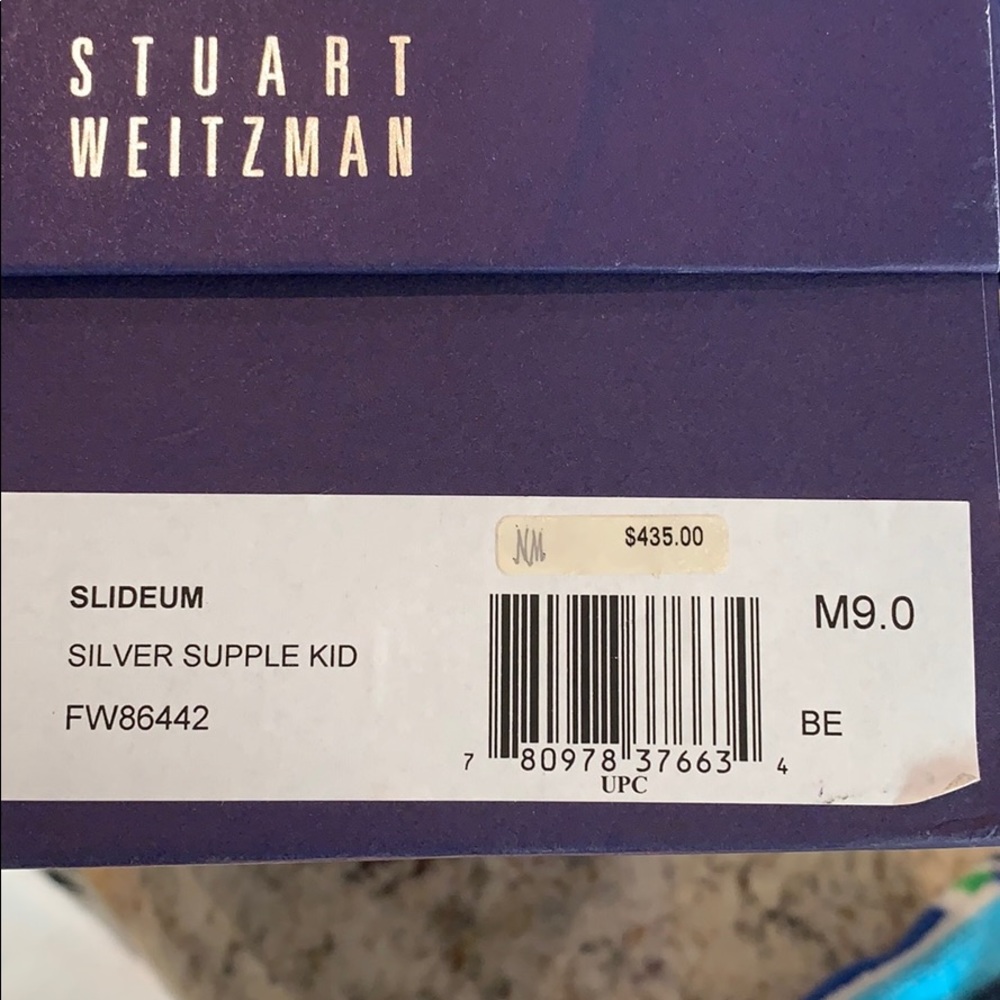 STUART
WEITZMAN
NM $435.00
SLIDEUM
M9.0
SILVER SUPPLE KID
FW86442
BE
7 80978 37663 4
UPC